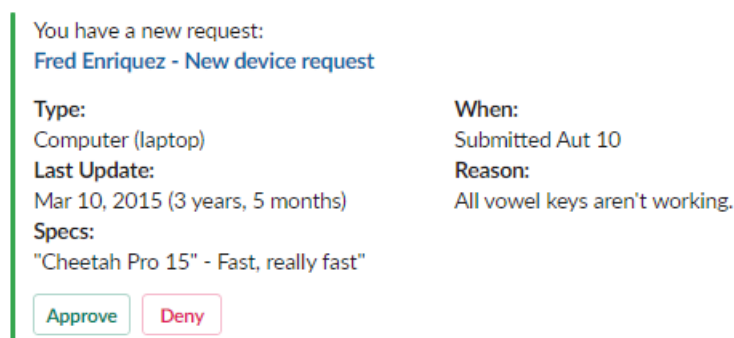 You have a new request:
Fred Enriquez - New device request
Type:
Computer (laptop)
Last Update:
Mar 10, 2015 (3 years, 5 months)
Specs:
"Cheetah Pro 15" - Fast, really fast"
When:
Submitted Aut 10
Reason:
All vowel keys aren't working.
Approve
Deny